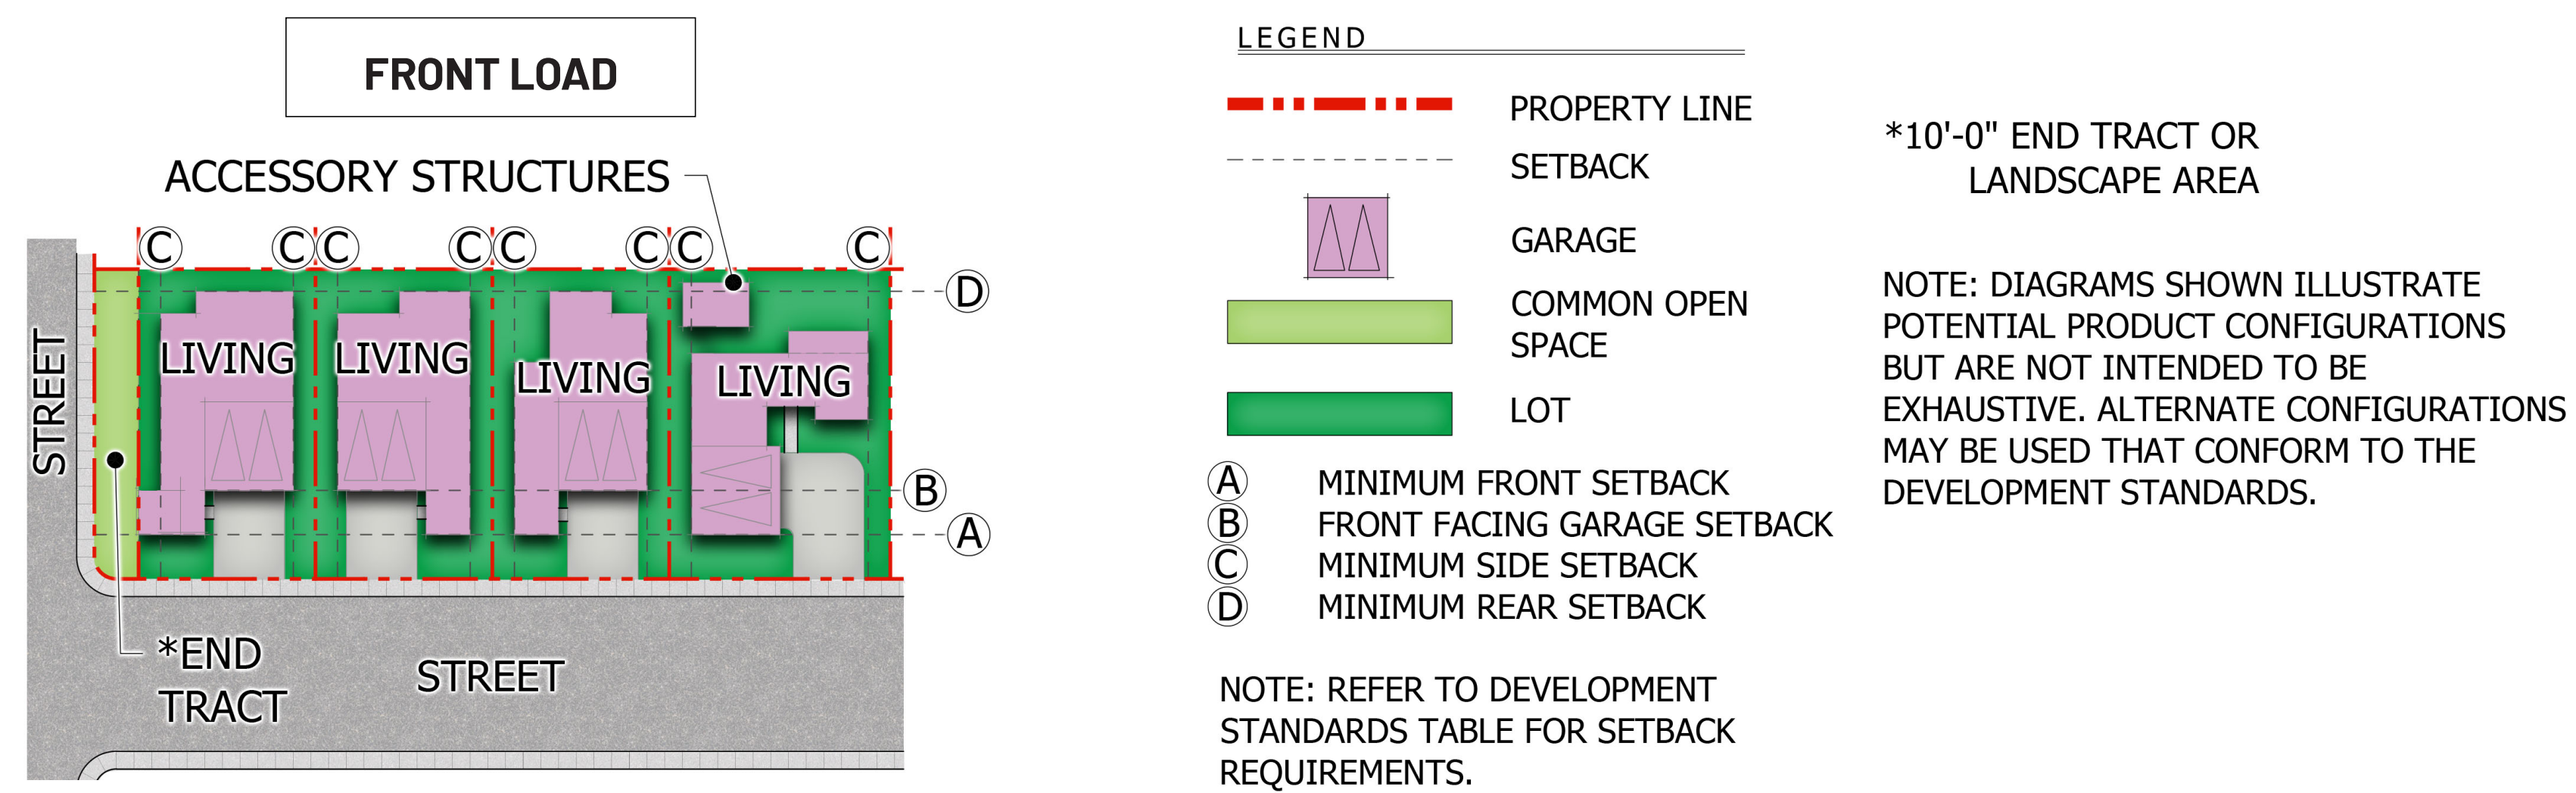 FRONT LOAD
ACCESSORY STRUCTURES
C
C
C
C
C
C
C
C
D
STREET
LIVING
LIVING
LIVING
LIVING
B
A
*END
TRACT
STREET
LEGEND
PROPERTY LINE
SETBACK
GARAGE
COMMON OPEN
SPACE
LOT
A MINIMUM FRONT SETBACK
B FRONT FACING GARAGE SETBACK
C MINIMUM SIDE SETBACK
D MINIMUM REAR SETBACK
NOTE: REFER TO DEVELOPMENT
STANDARDS TABLE FOR SETBACK
REQUIREMENTS.
*10'-0" END TRACT OR
LANDSCAPE AREA
NOTE: DIAGRAMS SHOWN ILLUSTRATE
POTENTIAL PRODUCT CONFIGURATIONS
BUT ARE NOT INTENDED TO BE
EXHAUSTIVE. ALTERNATE CONFIGURATIONS
MAY BE USED THAT CONFORM TO THE
DEVELOPMENT STANDARDS.